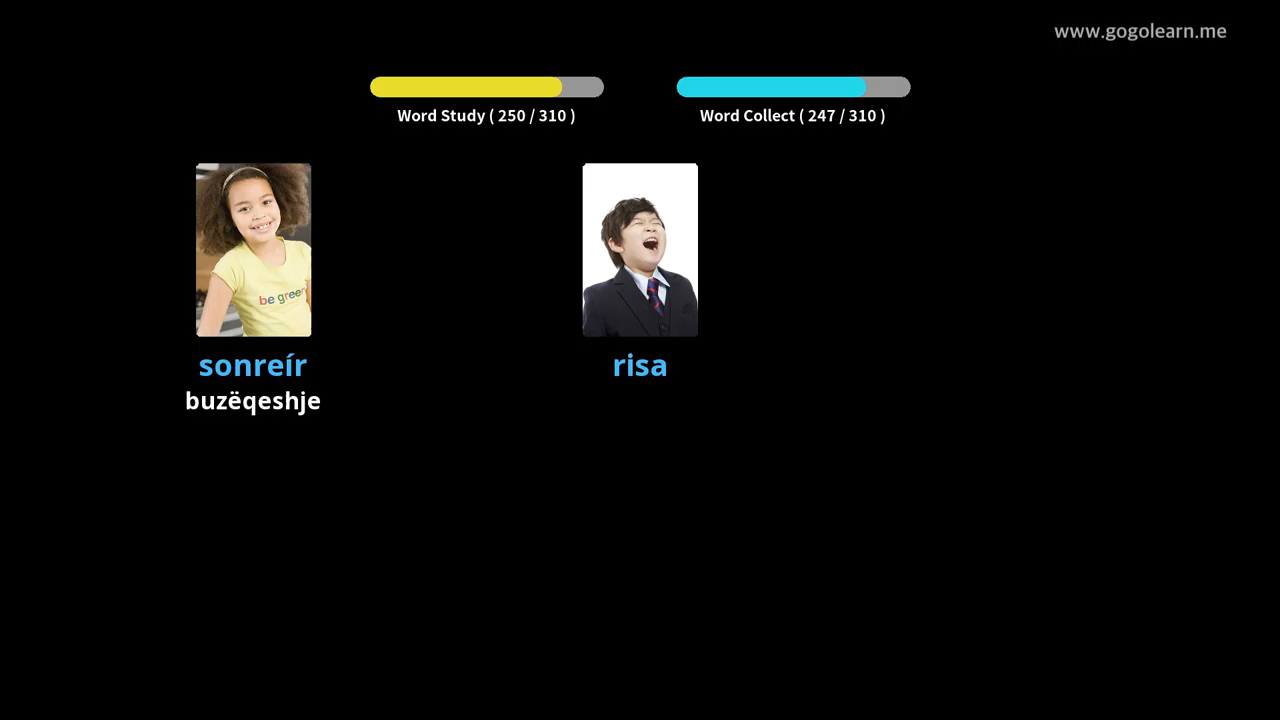 www.gogolearn.me
Word Study ( 250 / 310 )
Word Collect ( 247 / 310 )
be green
sonreír
risa
buzëqeshje